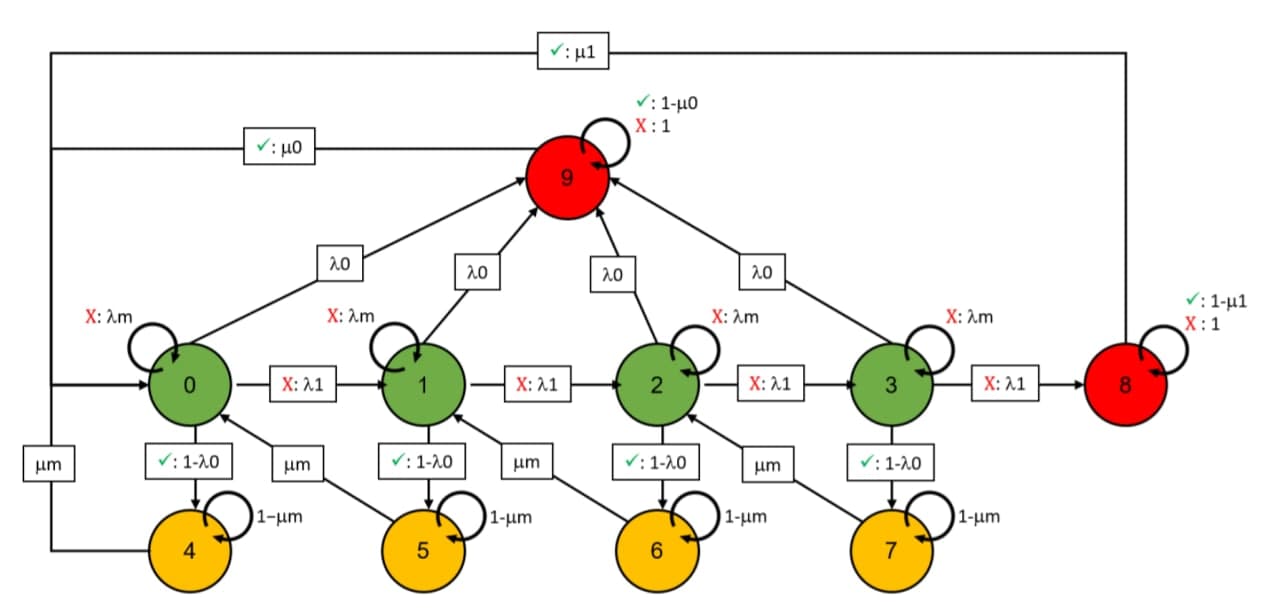 ✓: μ1
✓: 1-μ0
X : 1
✓: μ0
9
λ0
λ0
λ0
λ0
X: λm
X: λm
X: λm
X: λm
✓: 1-μ1
X : 1
0
X: λ1
1
X: λ1
2
X: λ1
3
X: λ1
8
μm
✓: 1-λ0
μm
✓: 1-λ0
μm
✓: 1-λ0
μm
✓: 1-λ0
4
1−μm
5
1-μm
6
1-μm
7
1-μm